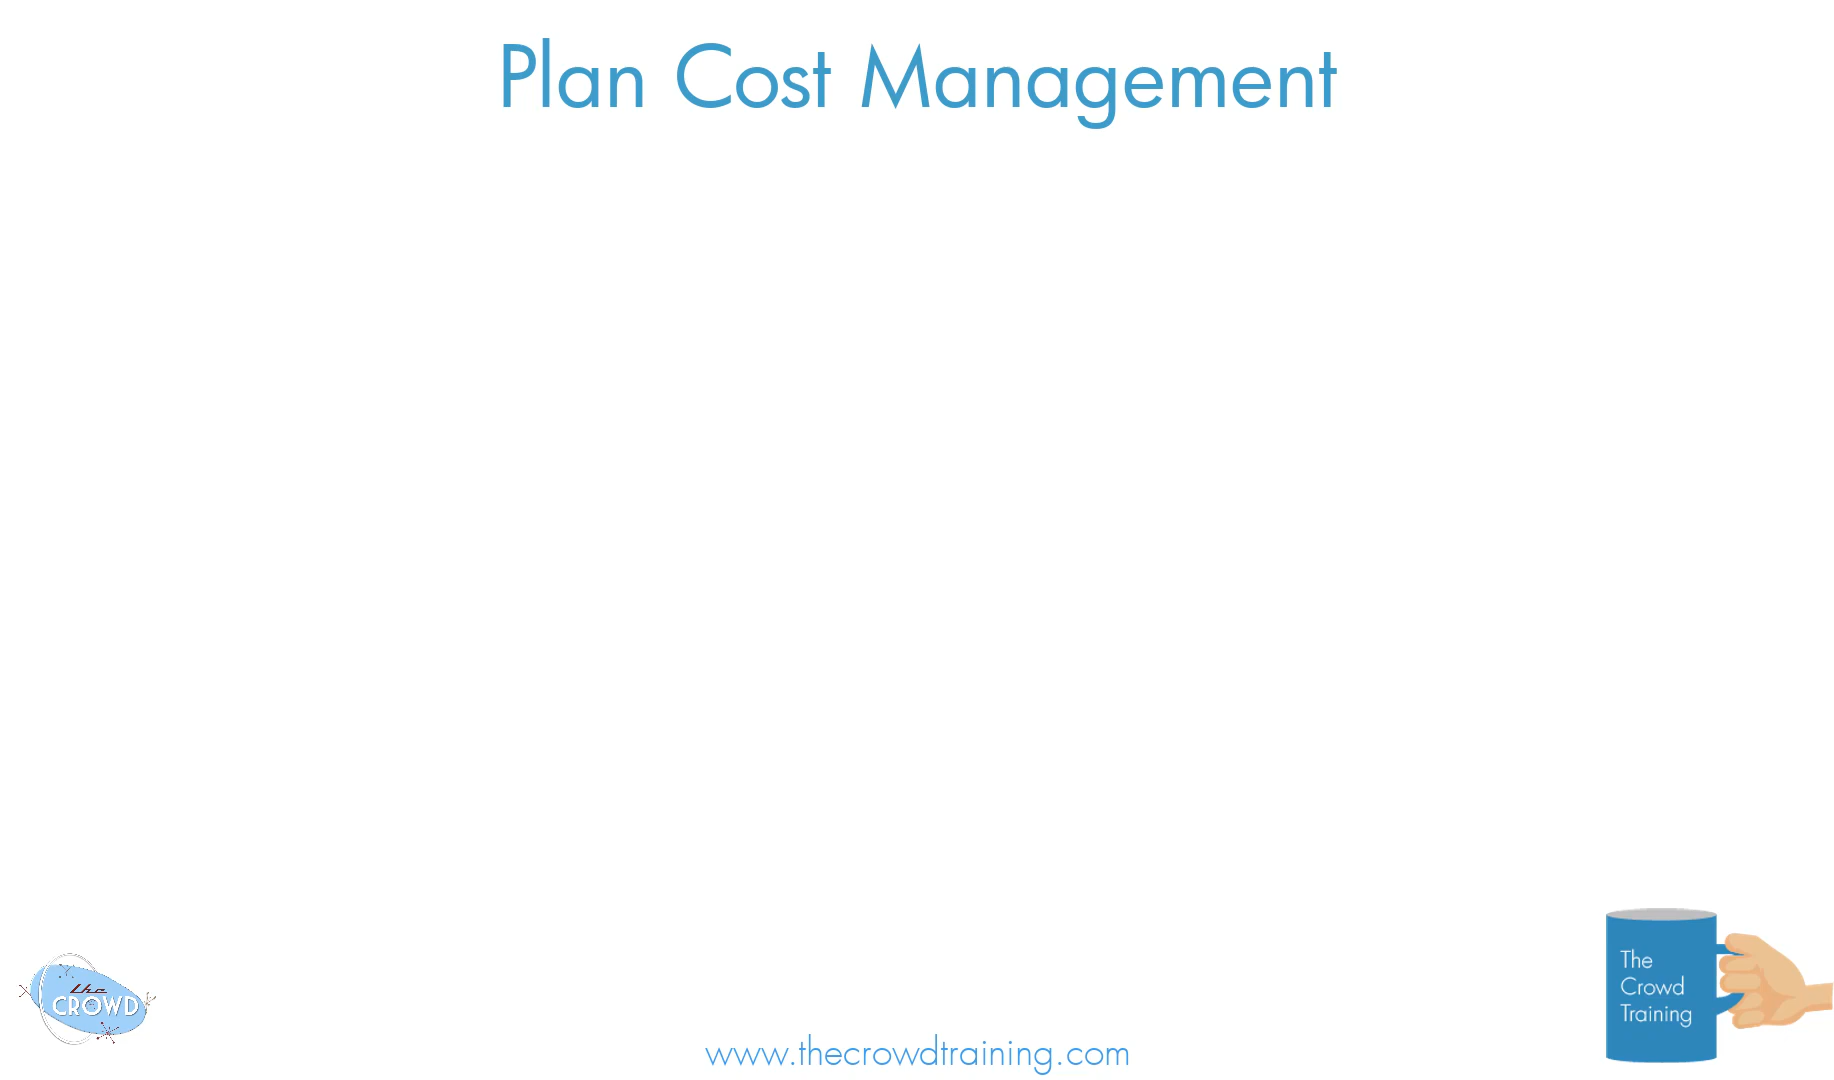 Plan Cost Management
the
CROWD
The
Crowd
Training
www.thecrowdtraining.com